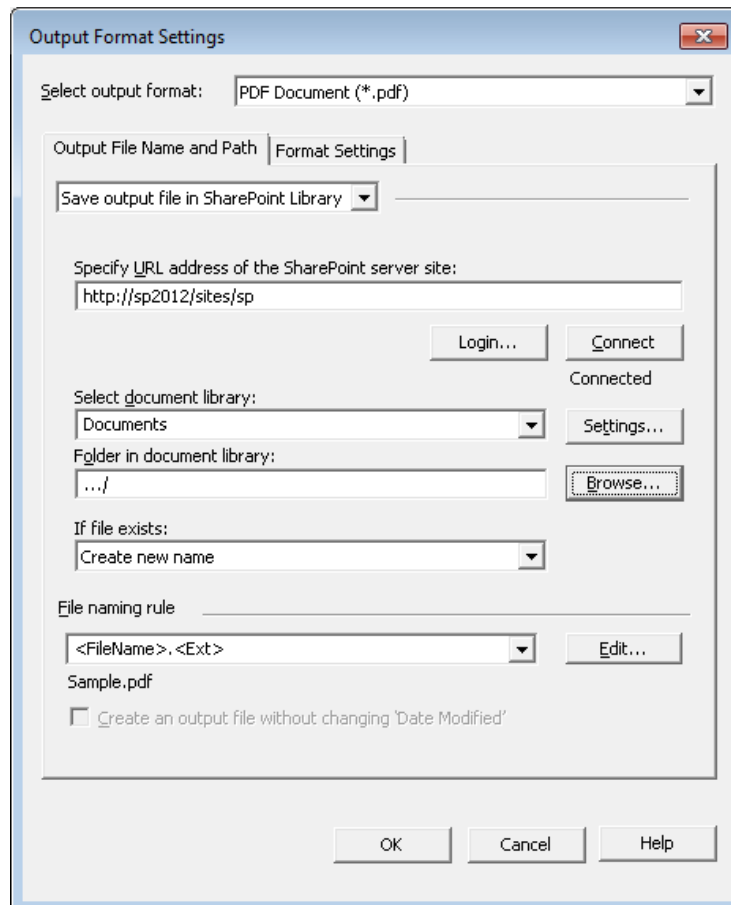 Output Format Settings
Select output format: PDF Document (*.pdf)
Output File Name and Path Format Settings
Save output file in SharePoint Library
Specify URL address of the SharePoint server site:
http://sp2012/sites/sp
Login... Connect
Connected
Select document library:
Documents Settings...
Folder in document library:
.../ Browse...
If file exists:
Create new name
File naming rule
<FileName>.<Ext> Edit...
Sample.pdf
Create an output file without changing 'Date Modified'
OK Cancel Help